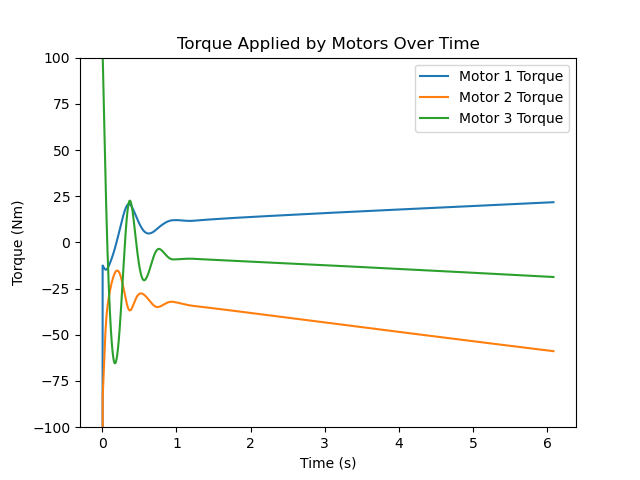 Torque Applied by Motors Over Time
Motor 1 Torque
Motor 2 Torque
Motor 3 Torque
100
75
50
25
0
−25
−50
−75
−100
Torque (Nm)
0 1 2 3 4 5 6
Time (s)